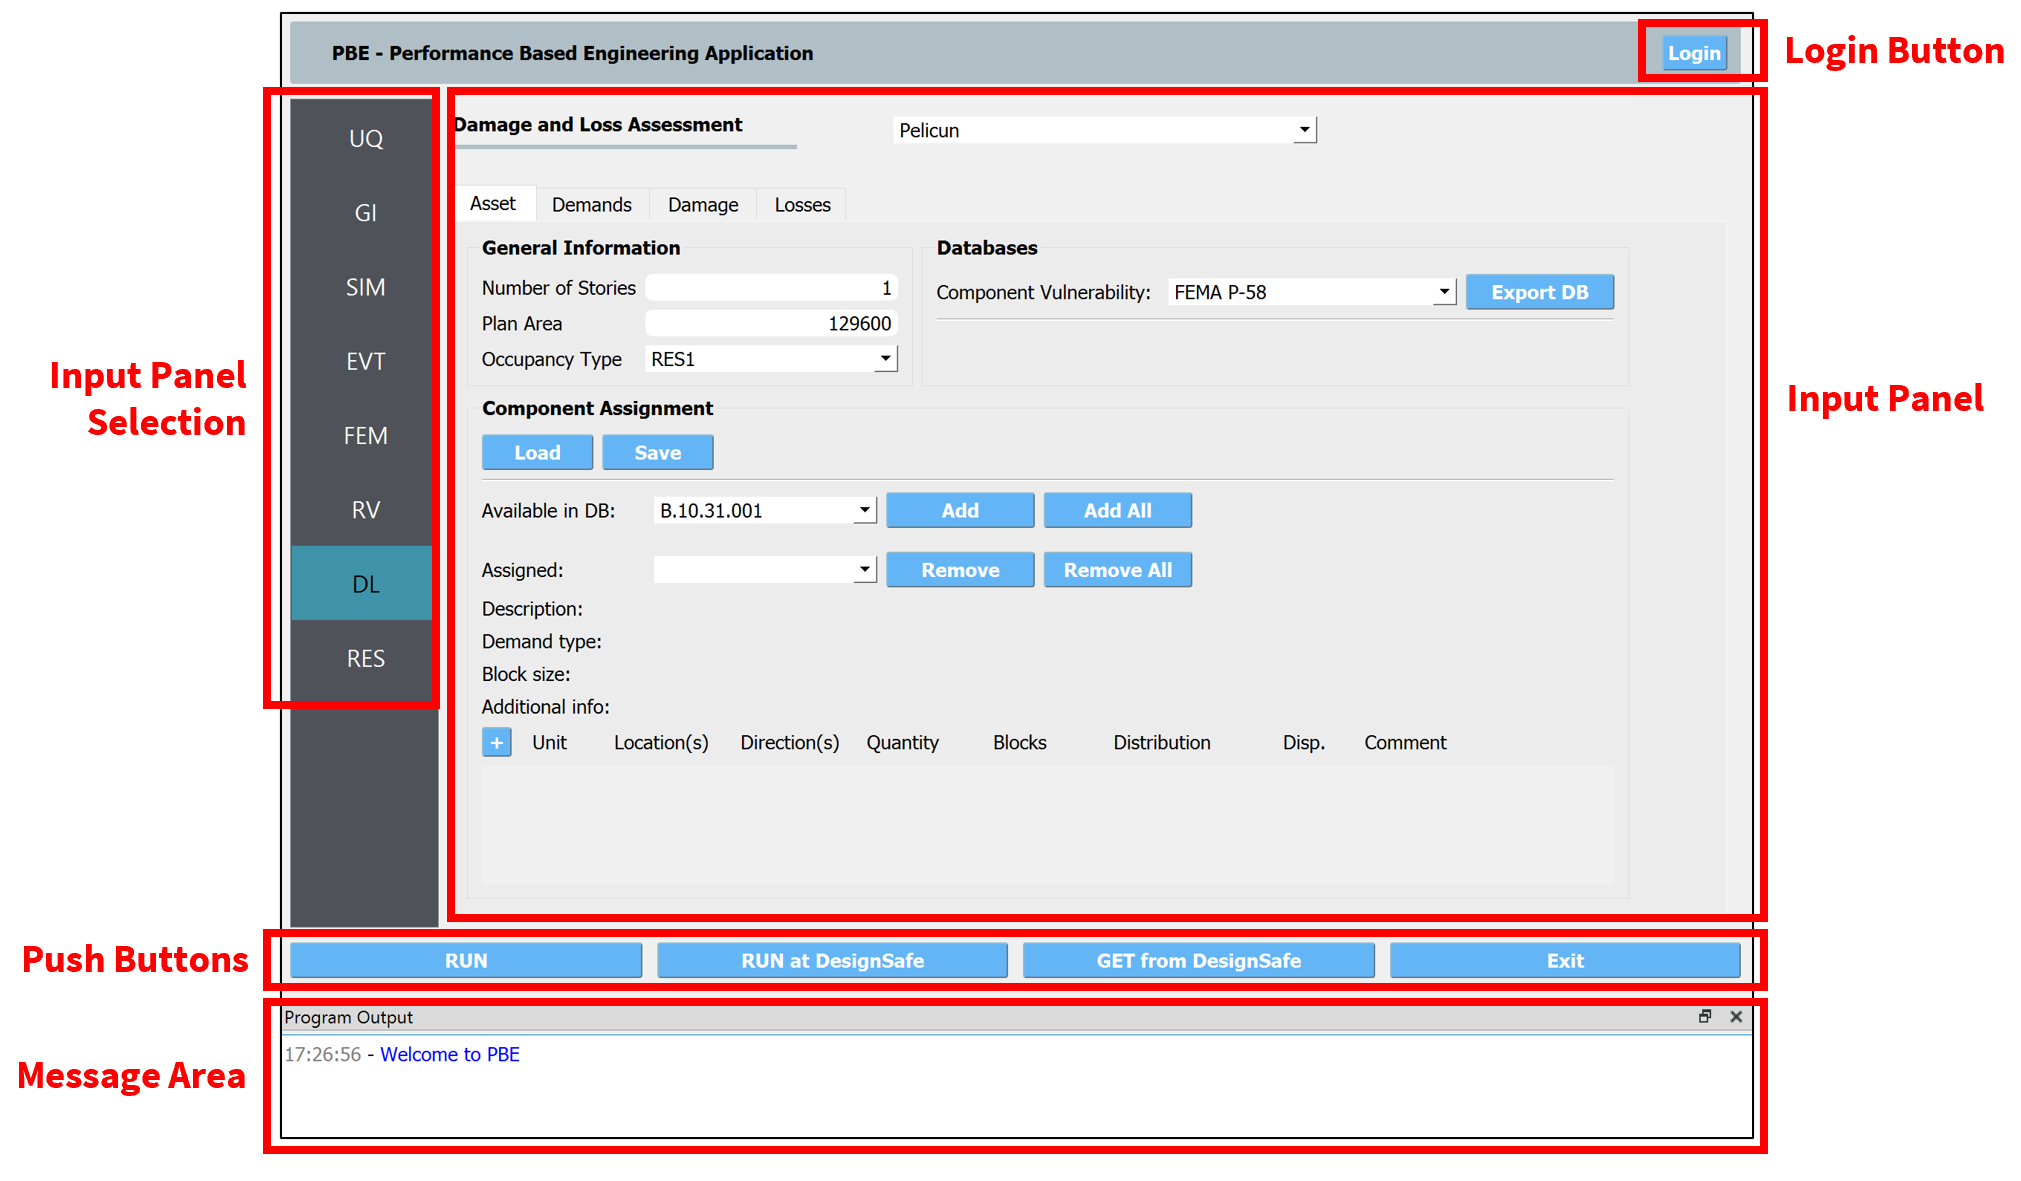 PBE - Performance Based Engineering Application
Login
Login Button
UQ
GI
SIM
EVT
FEM
RV
DL
RES
Input Panel
Selection
Damage and Loss Assessment
Pelicun
Asset
Demands
Damage
Losses
General Information
Number of Stories 1
Plan Area 129600
Occupancy Type RES1
Databases
Component Vulnerability: FEMA P-58 Export DB
Input Panel
Component Assignment
Load Save
Available in DB: B.10.31.001 Add Add All
Assigned: Remove Remove All
Description:
Demand type:
Block size:
Additional info:
+ Unit Location(s) Direction(s) Quantity Blocks Distribution Disp. Comment
Push Buttons
RUN
RUN at DesignSafe
GET from DesignSafe
Exit
Message Area
Program Output
17:26:56 - Welcome to PBE